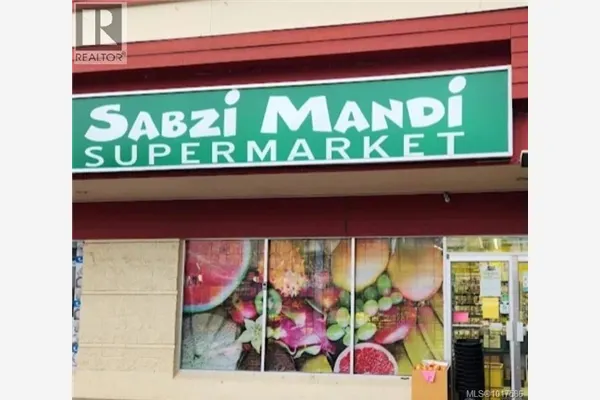 REALTOR®
SABZI MANDI
SUPERMARKET